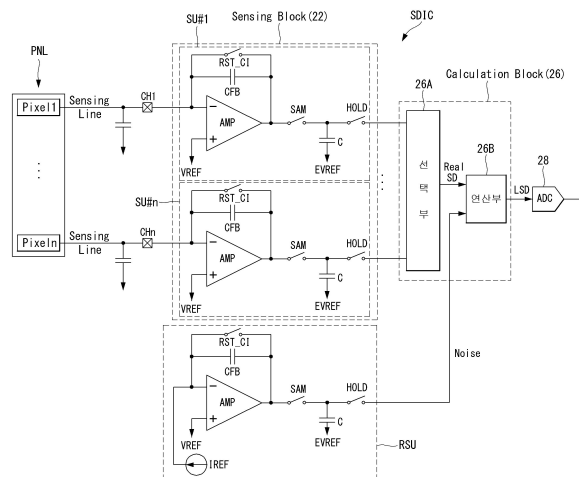 SU#1
Sensing Block(22)
SDIC
PNL
RST_CI
CFB
Calculation Block(26)
Pixel1
Sensing
Line
CH1
AMP
SAM
HOLD
26A
C
VREF
EVREF
선택부
Real
SD
26B
연산부
LSD
28
ADC
SU#n
RST_CI
CFB
Pixeln
Sensing
Line
CHn
AMP
SAM
HOLD
C
VREF
EVREF
RST_CI
CFB
Noise
AMP
SAM
HOLD
C
VREF
EVREF
RSU
IREF